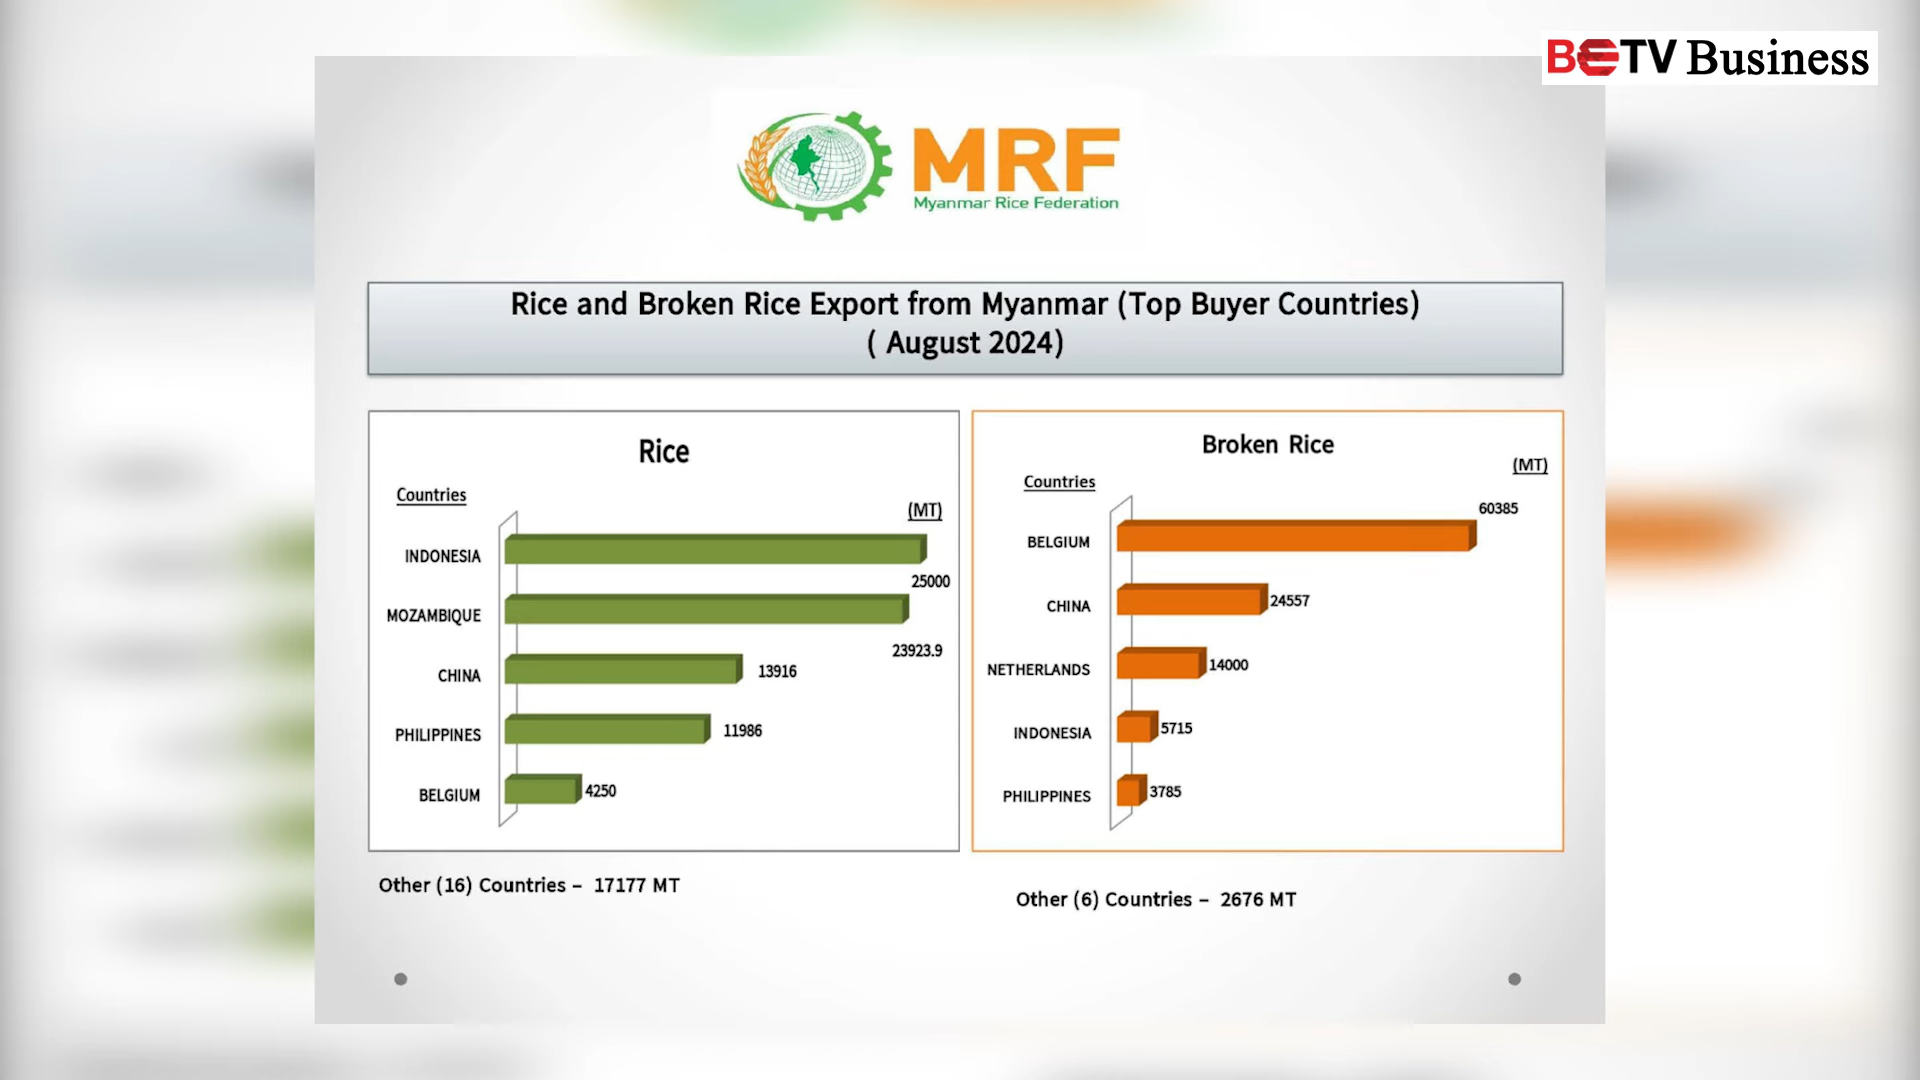 BETV Business
MRF
Myanmar Rice Federation
Rice and Broken Rice Export from Myanmar (Top Buyer Countries)
( August 2024)
Rice
Countries
(MT)
INDONESIA
25000
MOZAMBIQUE
23923.9
CHINA 13916
PHILIPPINES 11986
BELGIUM 4250
Other (16) Countries – 17177 MT
Broken Rice
(MT)
Countries
60385
BELGIUM
CHINA 24557
NETHERLANDS 14000
INDONESIA 5715
PHILIPPINES 3785
Other (6) Countries – 2676 MT